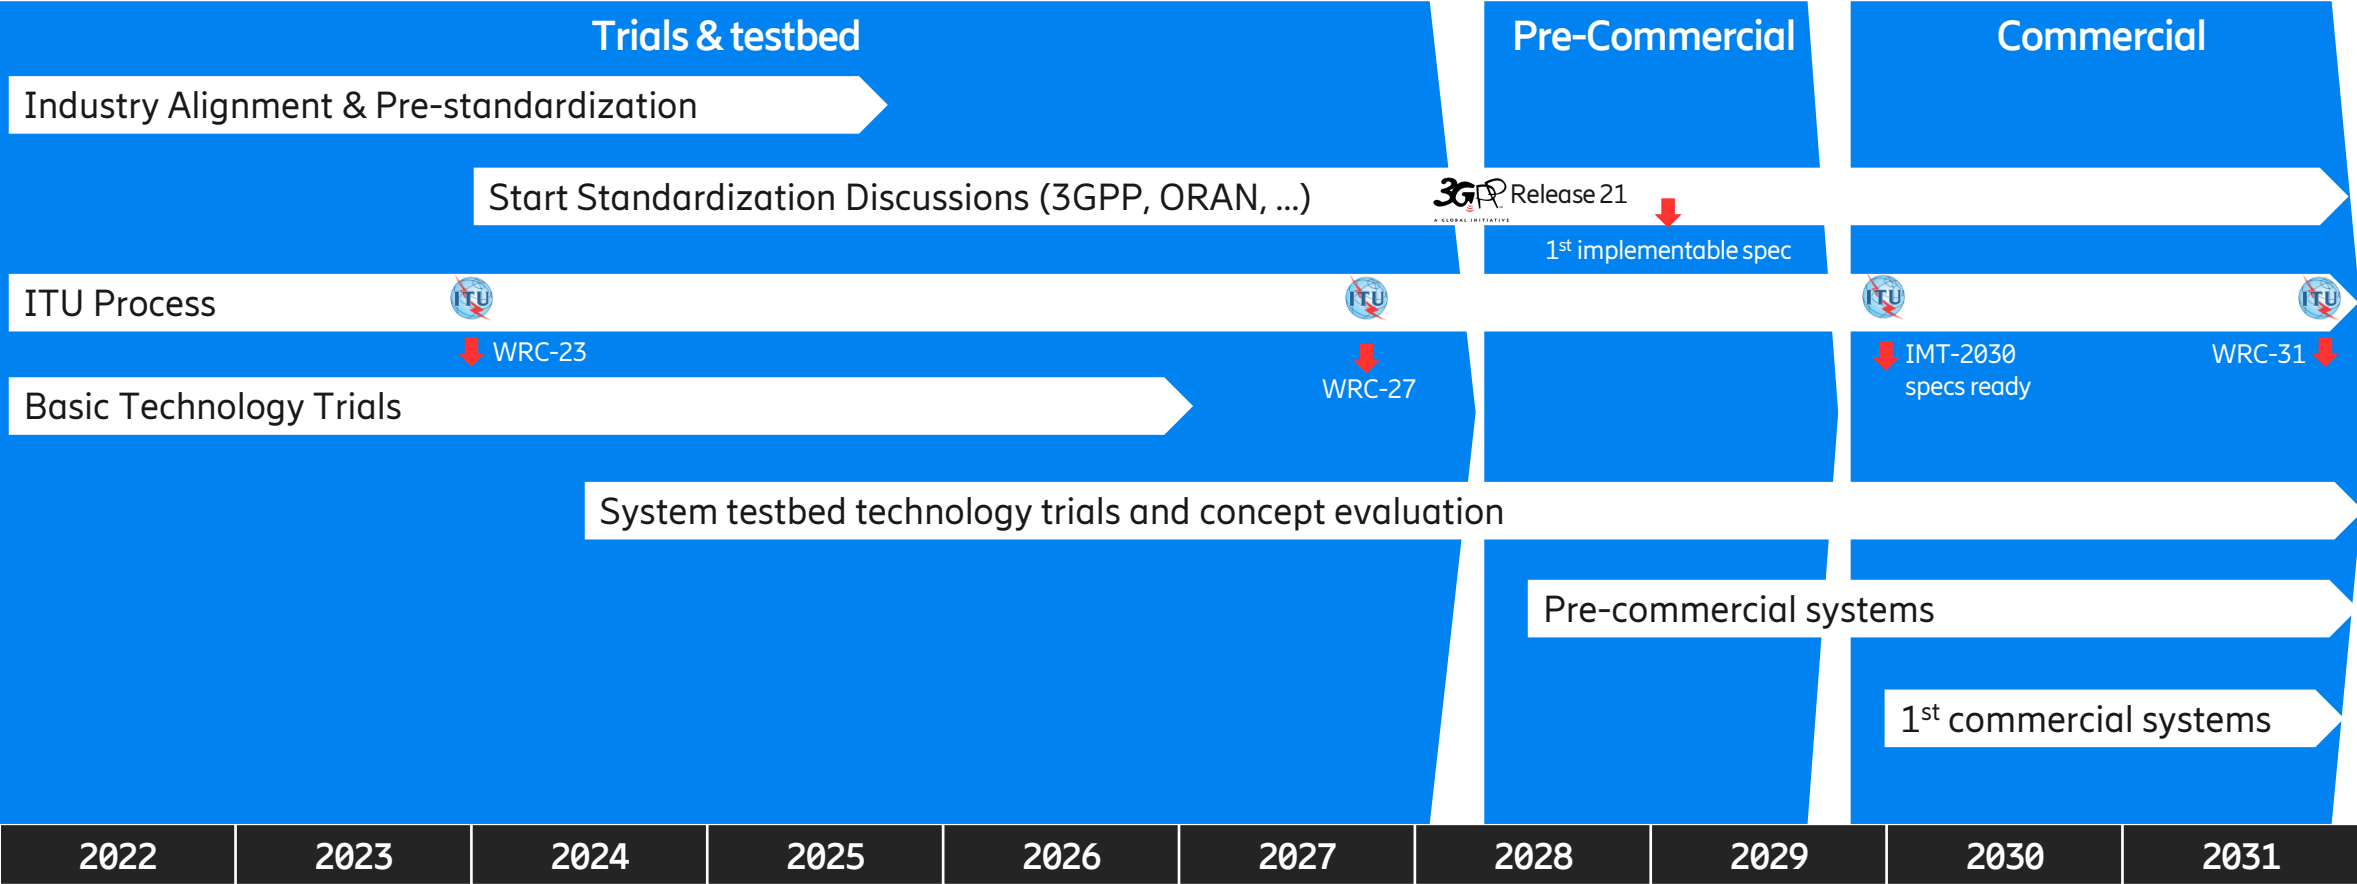 Trials & testbed
Pre-Commercial
Commercial
Industry Alignment & Pre-standardization
Start Standardization Discussions (3GPP, ORAN, ...)
3GPP
A GLOBAL INITIATIVE
Release 21
1st implementable spec
ITU Process
ITU
ITU
ITU
ITU
WRC-23
WRC-27
IMT-2030
specs ready
WRC-31
Basic Technology Trials
System testbed technology trials and concept evaluation
Pre-commercial systems
1st commercial systems
2022
2023
2024
2025
2026
2027
2028
2029
2030
2031